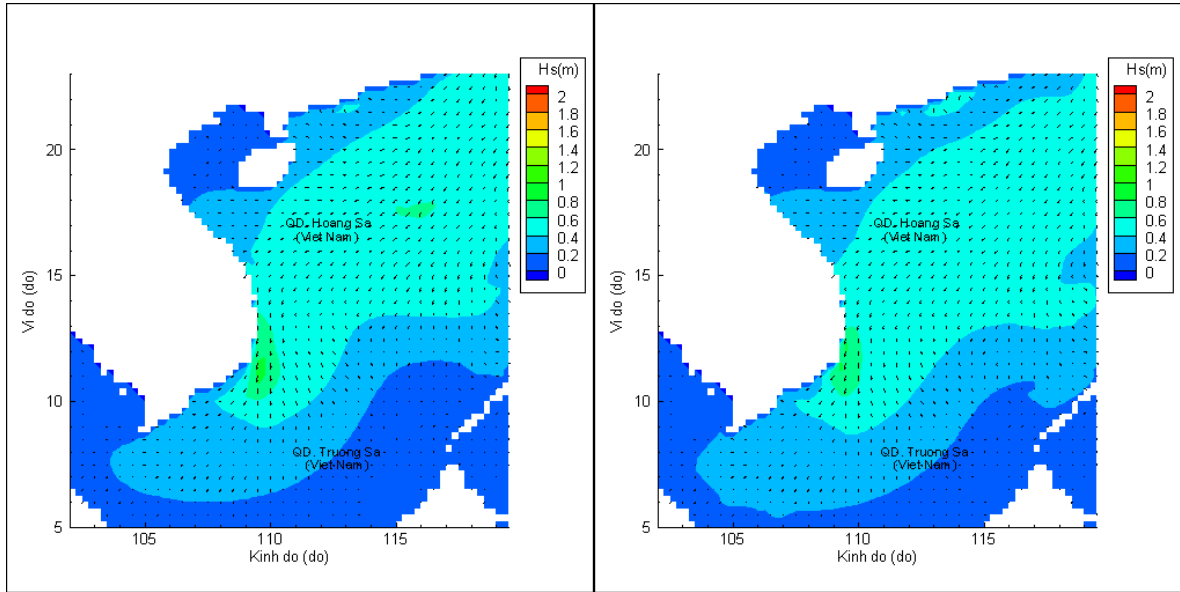 Hs(m)
2
1.8
1.6
1.4
1.2
1
0.8
0.6
0.4
0.2
0
20
15
10
5
Vi do (do)
QD. Hoang Sa
(Viet Nam)
QD. Truong Sa
(Viet Nam)
105
110
115
Kinh do (do)
Hs(m)
2
1.8
1.6
1.4
1.2
1
0.8
0.6
0.4
0.2
0
20
15
10
5
Vi do (do)
QD. Hoang Sa
(Viet Nam)
QD. Truong Sa
(Viet Nam)
105
110
115
Kinh do (do)